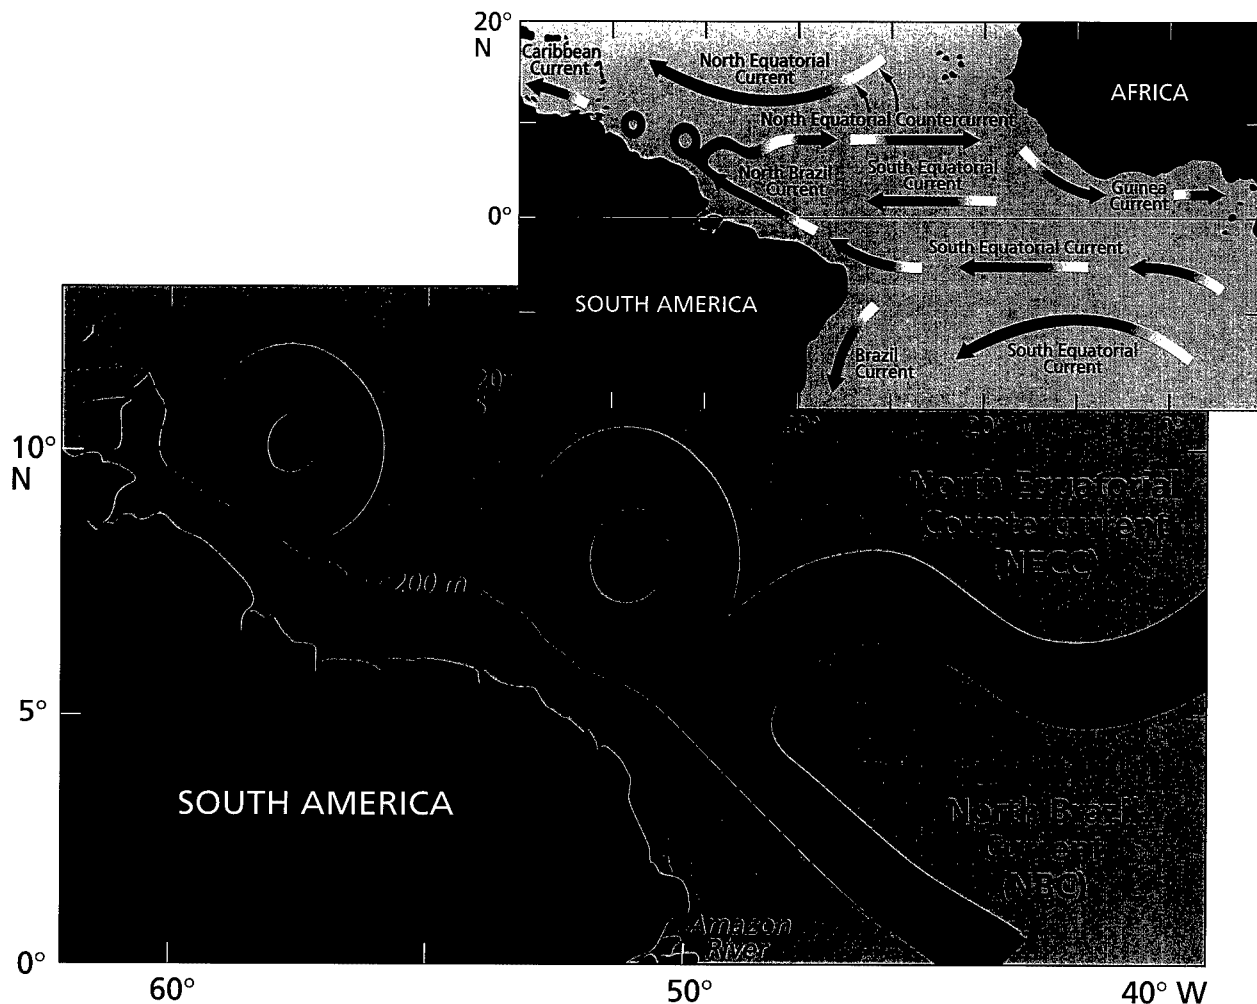 20°
N
Caribbean
Current
North Equatorial
Current
AFRICA
North Equatorial Countercurrent
North Brazil
Current
South Equatorial
Current
Guinea
Current
0°
South Equatorial Current
SOUTH AMERICA
Brazil
Current
South Equatorial
Current
20°
S
20°
10°
N
North Equatorial
Countercurrent
(NECC)
200 m
5°
SOUTH AMERICA
North Brazil
Current
(NBC)
Amazon
River
0°
60°
50°
40° W